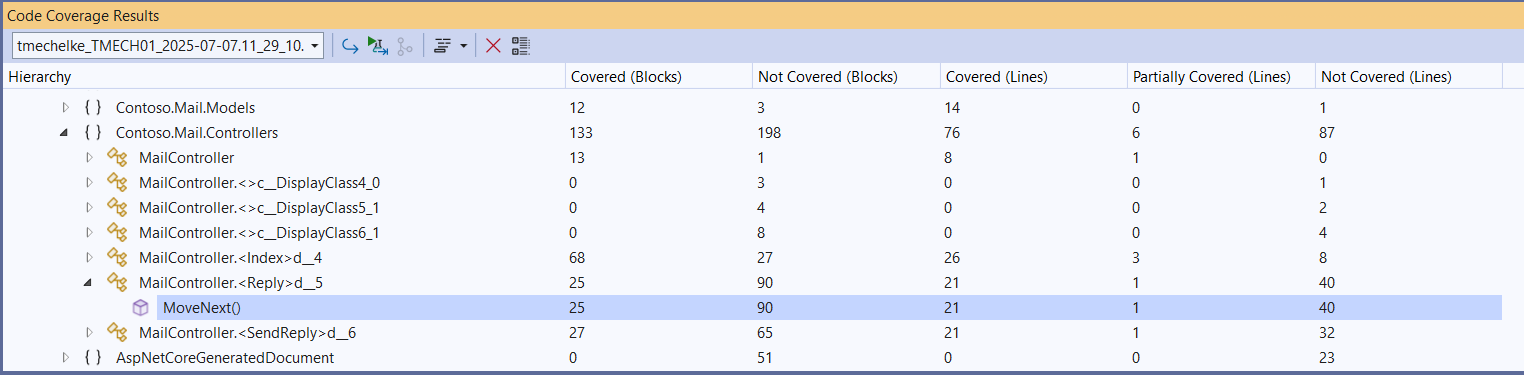 Code Coverage Results
tmechelke_TMECH01_2025-07-07.11_29_10.
Hierarchy Covered (Blocks) Not Covered (Blocks) Covered (Lines) Partially Covered (Lines) Not Covered (Lines)
{ } Contoso.Mail.Models 12 3 14 0 1
{ } Contoso.Mail.Controllers 133 198 76 6 87
MailController 13 1 8 1 0
MailController.<>c__DisplayClass4_0 0 3 0 0 1
MailController.<>c__DisplayClass5_1 0 4 0 0 2
MailController.<>c__DisplayClass6_1 0 8 0 0 4
MailController.<Index>d__4 68 27 26 3 8
MailController.<Reply>d__5 25 90 21 1 40
MoveNext() 25 90 21 1 40
MailController.<SendReply>d__6 27 65 21 1 32
{ } AspNetCoreGeneratedDocument 0 51 0 0 23